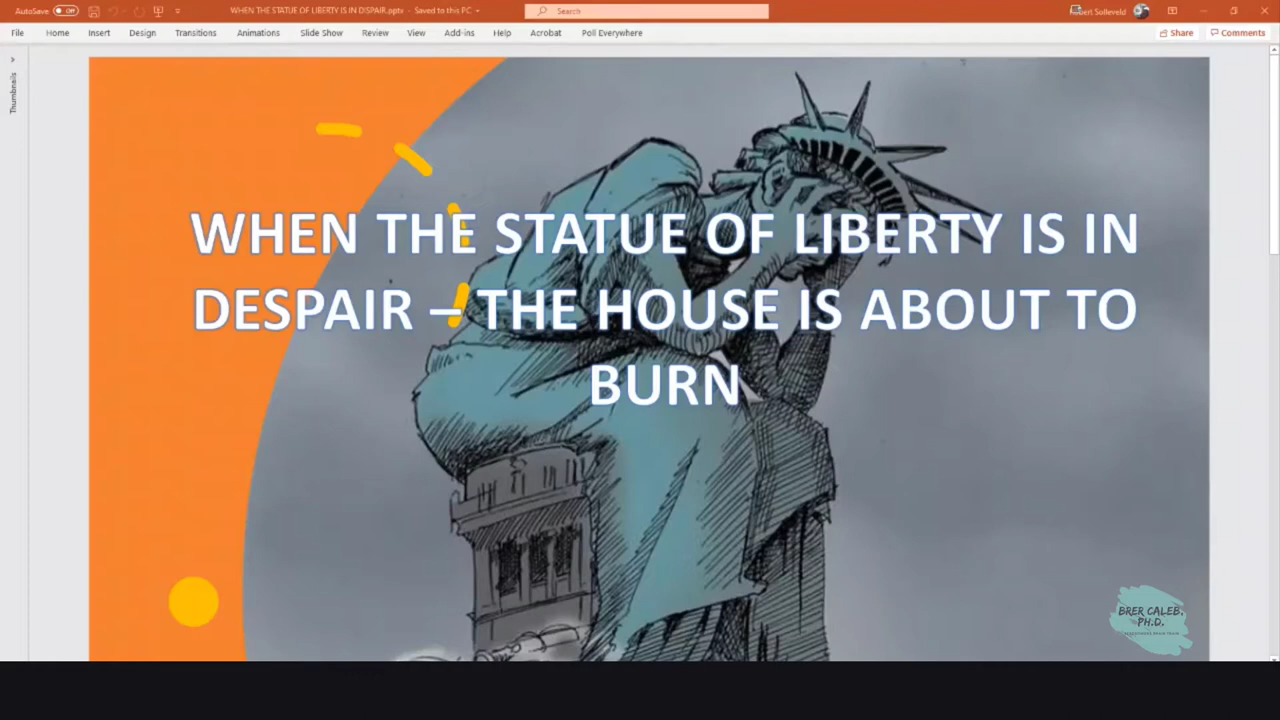 AutoSave Off WHEN THE STATUE OF LIBERTY IS IN DISPAIR.pptx - Saved to this PC Search Robert Solleveld
File Home Insert Design Transitions Animations Slide Show Review View Add-ins Help Acrobat Poll Everywhere Share Comments
Thumbnails
WHEN THE STATUE OF LIBERTY IS IN
DESPAIR – THE HOUSE IS ABOUT TO
BURN
BRER CALEB,
PH.D.